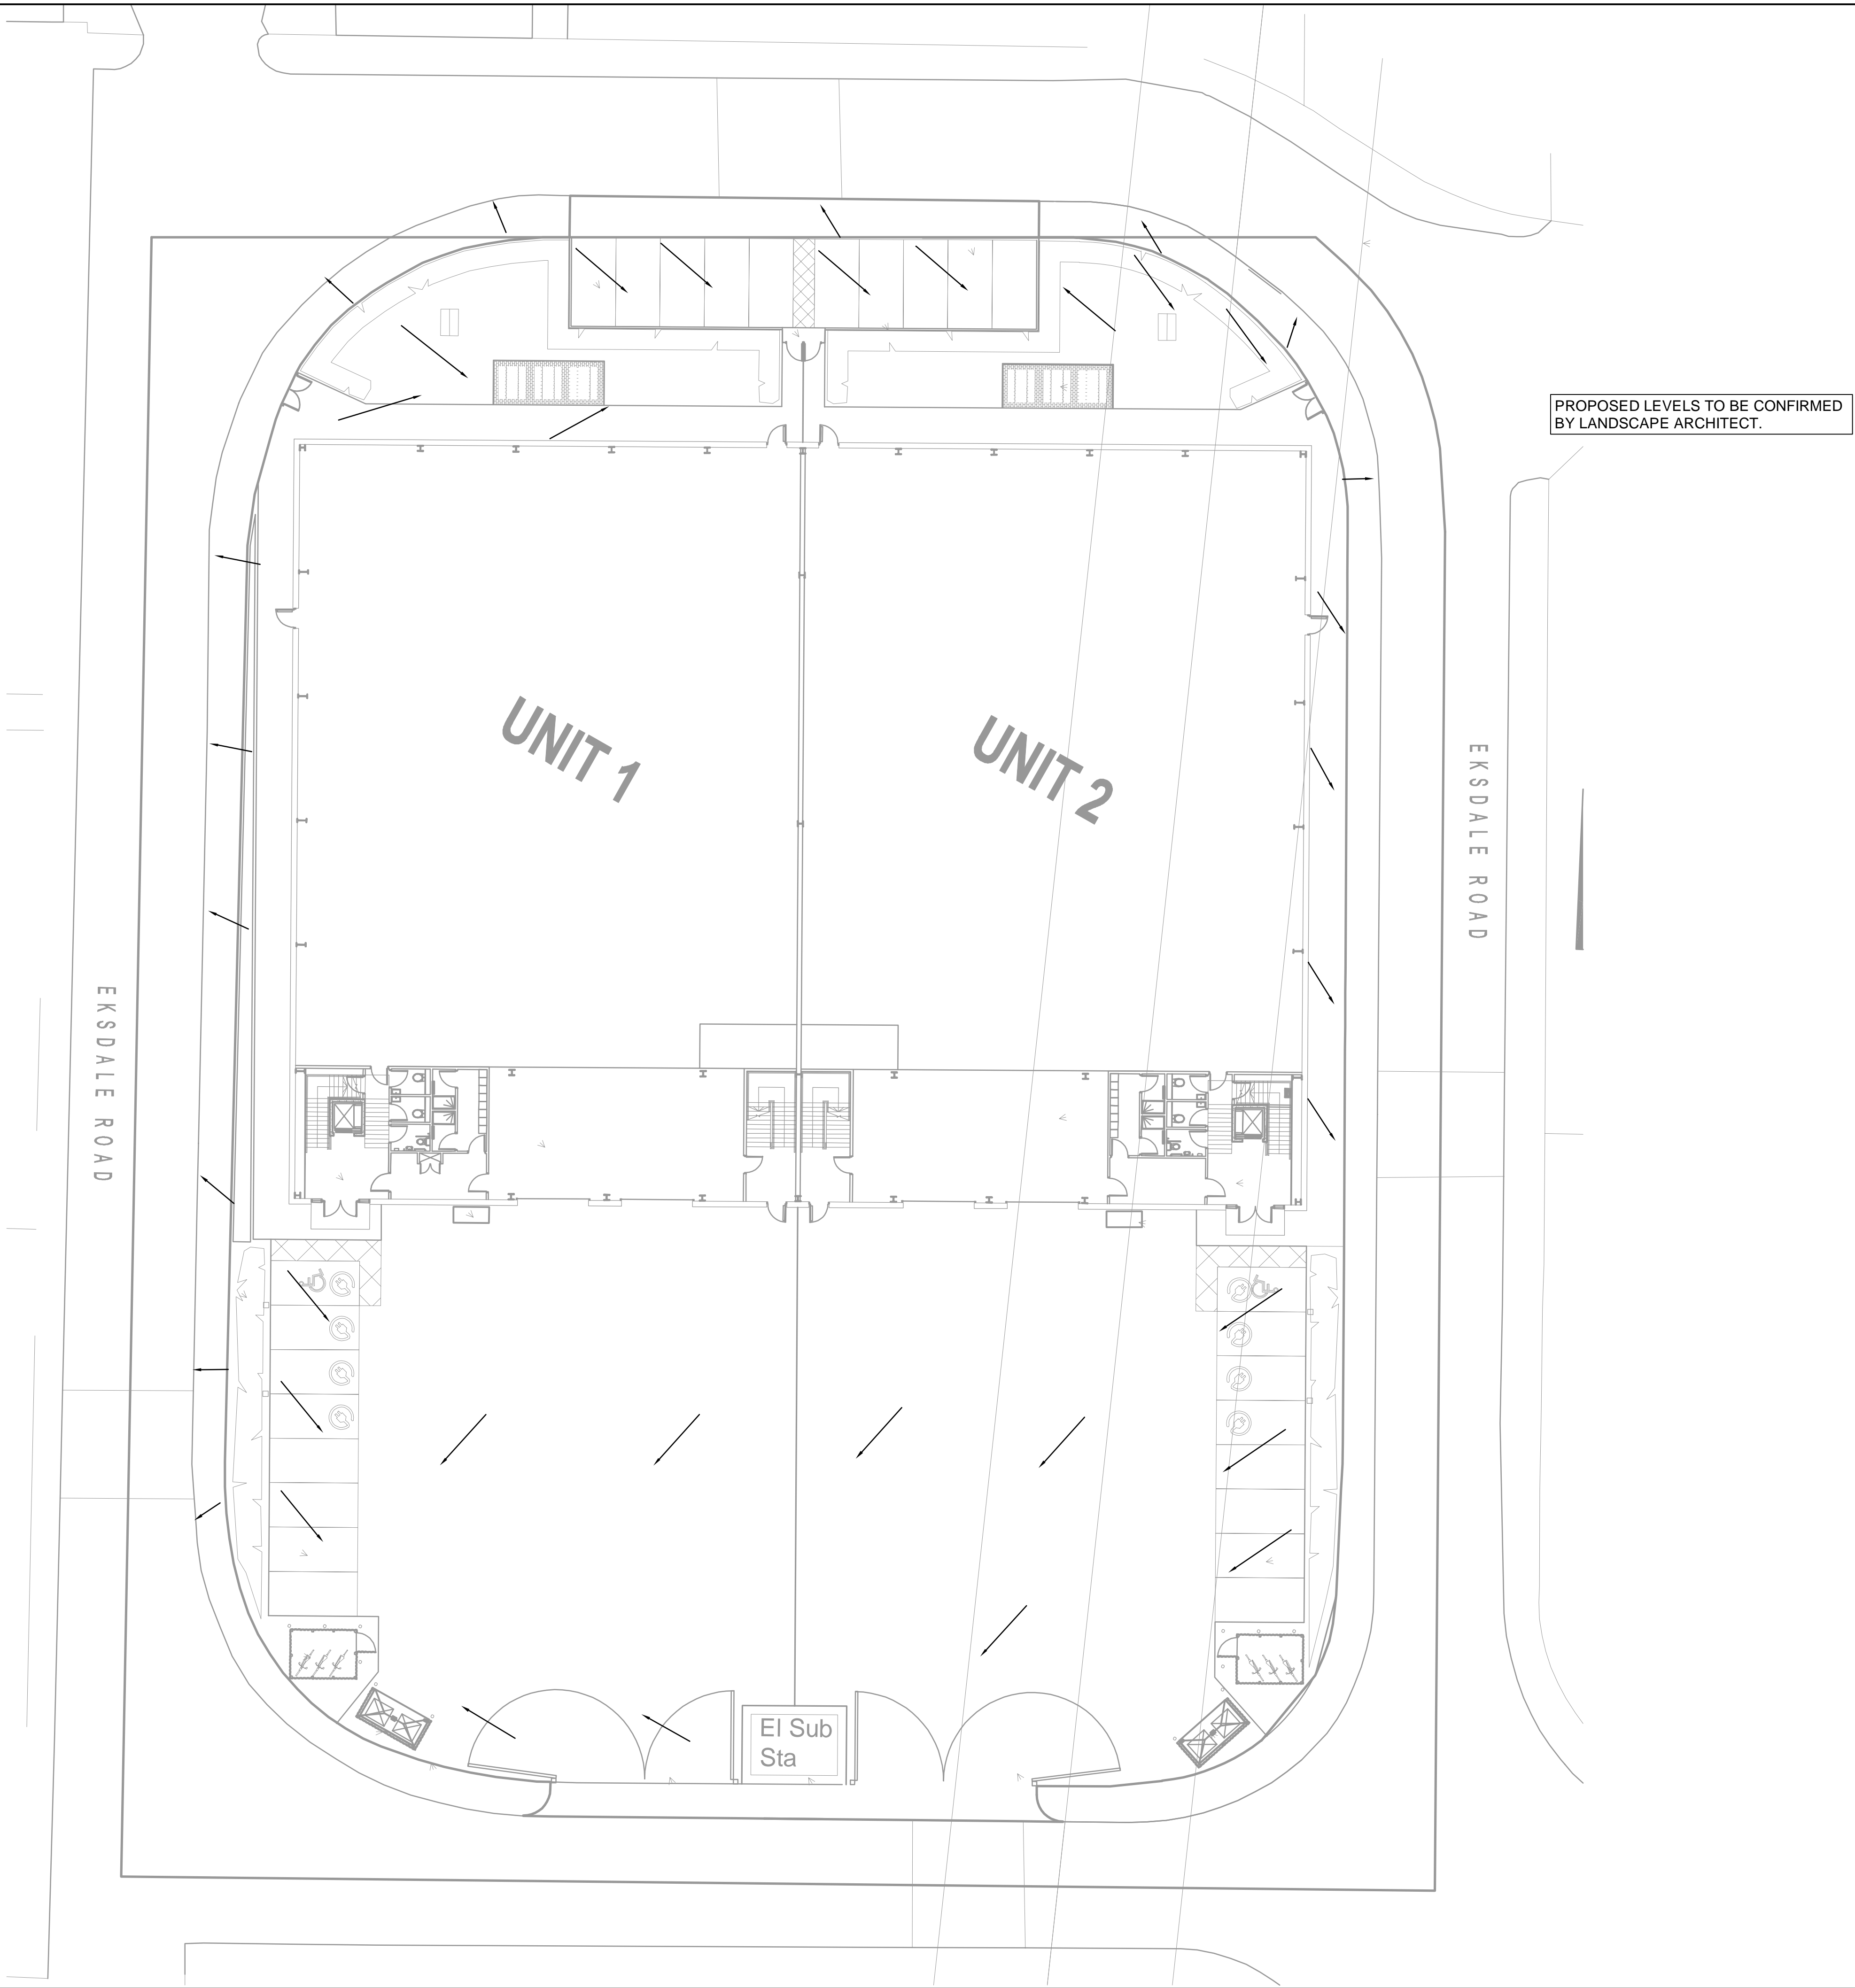 PROPOSED LEVELS TO BE CONFIRMED
BY LANDSCAPE ARCHITECT.
UNIT 1
UNIT 2
EKSDALE ROAD
EKSDALE ROAD
El Sub
Sta